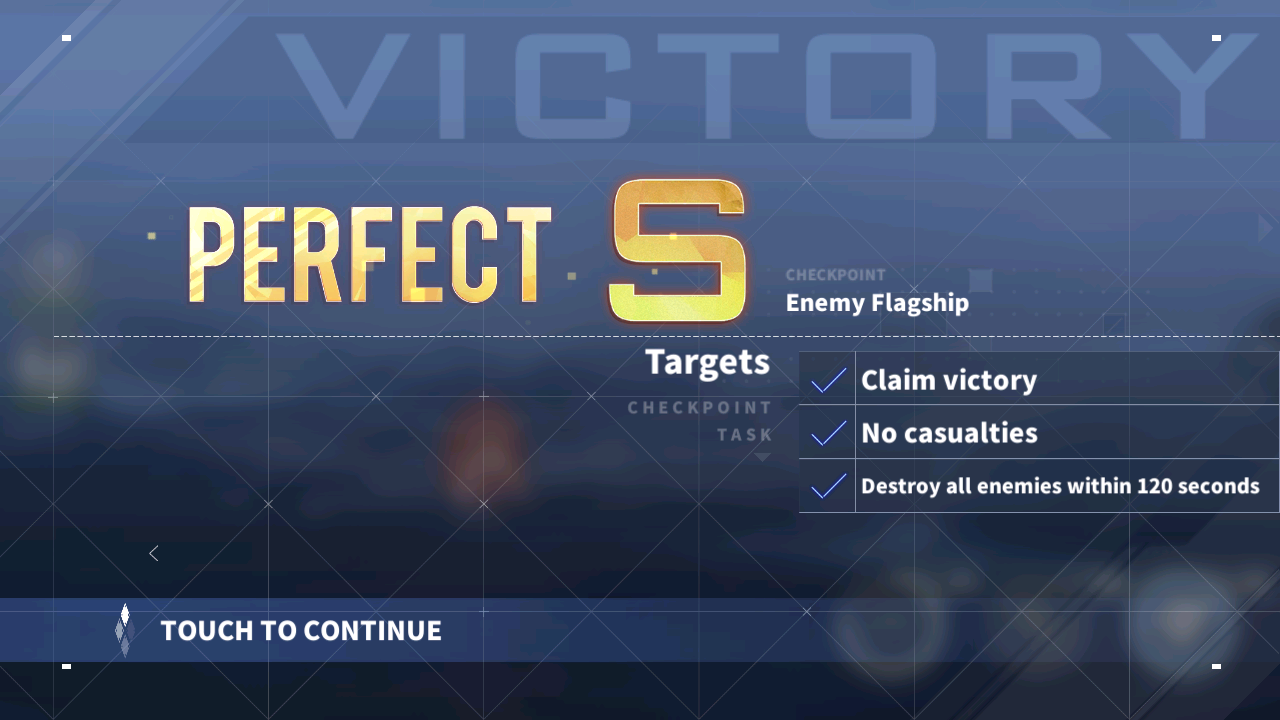 VICTORY
PERFECT S
CHECKPOINT
Enemy Flagship
Targets
CHECKPOINT
TASK
Claim victory
No casualties
Destroy all enemies within 120 seconds
TOUCH TO CONTINUE